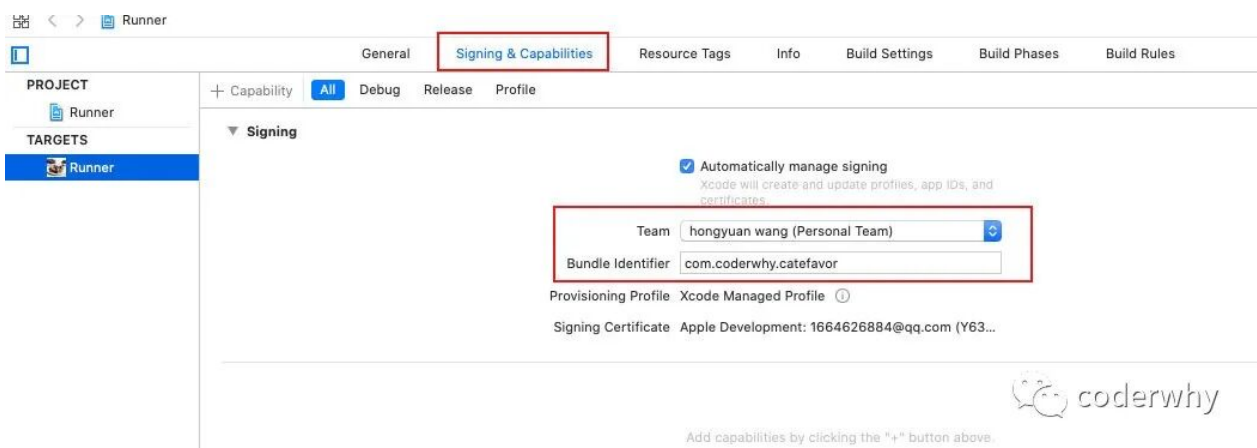 Runner
General Signing & Capabilities Resource Tags Info Build Settings Build Phases Build Rules
PROJECT
Runner
TARGETS
Runner
+ Capability All Debug Release Profile
Signing
Automatically manage signing
Xcode will create and update profiles, app IDs, and
certificates.
Team hongyuan wang (Personal Team)
Bundle Identifier com.coderwhy.catefavor
Provisioning Profile Xcode Managed Profile
Signing Certificate Apple Development: 1664626884@qq.com (Y63...
coderwhy
Add capabilities by clicking the "+" button above.